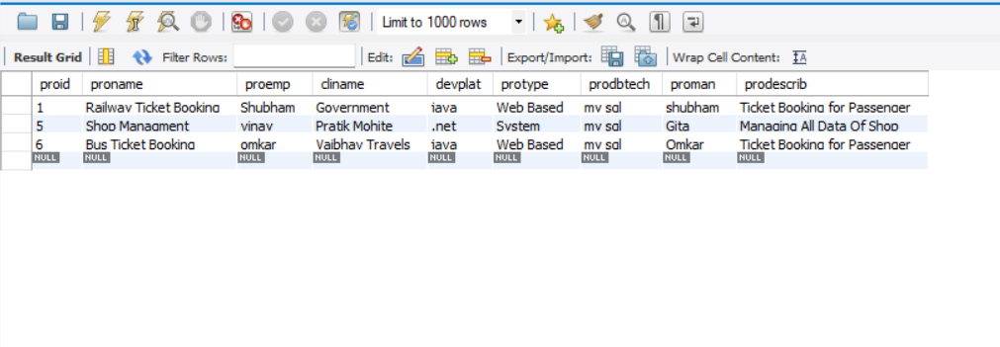 Limit to 1000 rows
Result Grid Filter Rows: Edit: Export/Import: Wrap Cell Content: IA
proid proname proemp cliname devplat protype prodbtech proman prodescrib
1 Railway Ticket Booking Shubham Government java Web Based my sql shubham Ticket Booking for Passenger
5 Shop Managment vinay Pratik Mohite .net System my sql Gita Managing All Data Of Shop
6 Bus Ticket Booking omkar Vaibhav Travels java Web Based my sql Omkar Ticket Booking for Passenger
NULL NULL NULL NULL NULL NULL NULL NULL NULL